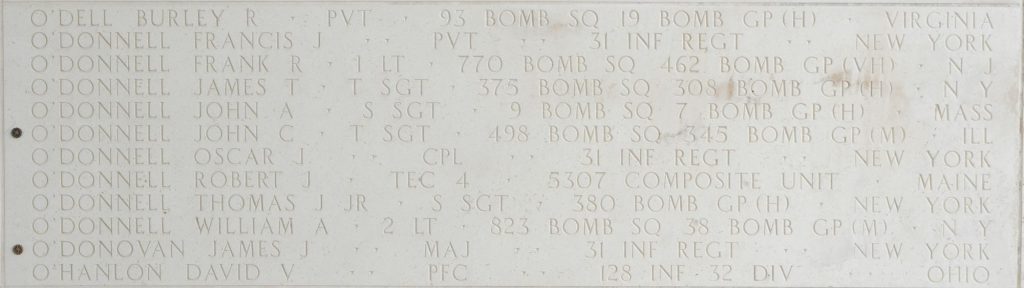 O'DELL BURLEY R · PVT · 93 BOMB SQ 19 BOMB GP (H) · VIRGINIA
O'DONNELL FRANCIS J · · PVT · · 31 INF REGT · · NEW YORK
O'DONNELL FRANK R · 1 LT · 770 BOMB SQ 462 BOMB GP (VH) · N J
O'DONNELL JAMES T · T SGT · 375 BOMB SQ 308 BOMB GP (H) · N Y
O'DONNELL JOHN A · S SGT · 9 BOMB SQ 7 BOMB GP (H) · MASS
O'DONNELL JOHN C · T SGT · 498 BOMB SQ 345 BOMB GP (M) · ILL
O'DONNELL OSCAR J · · CPL · · 31 INF REGT · · NEW YORK
O'DONNELL ROBERT J · TEC 4 · 5307 COMPOSITE UNIT · MAINE
O'DONNELL THOMAS J JR · S SGT · 380 BOMB GP (H) · NEW YORK
O'DONNELL WILLIAM A · 2 LT · 823 BOMB SQ 38 BOMB GP (M) · N Y
O'DONOVAN JAMES J · · MAJ · · 31 INF REGT · · NEW YORK
O'HANLON DAVID V · · PFC · · 128 INF 32 DIV · · OHIO